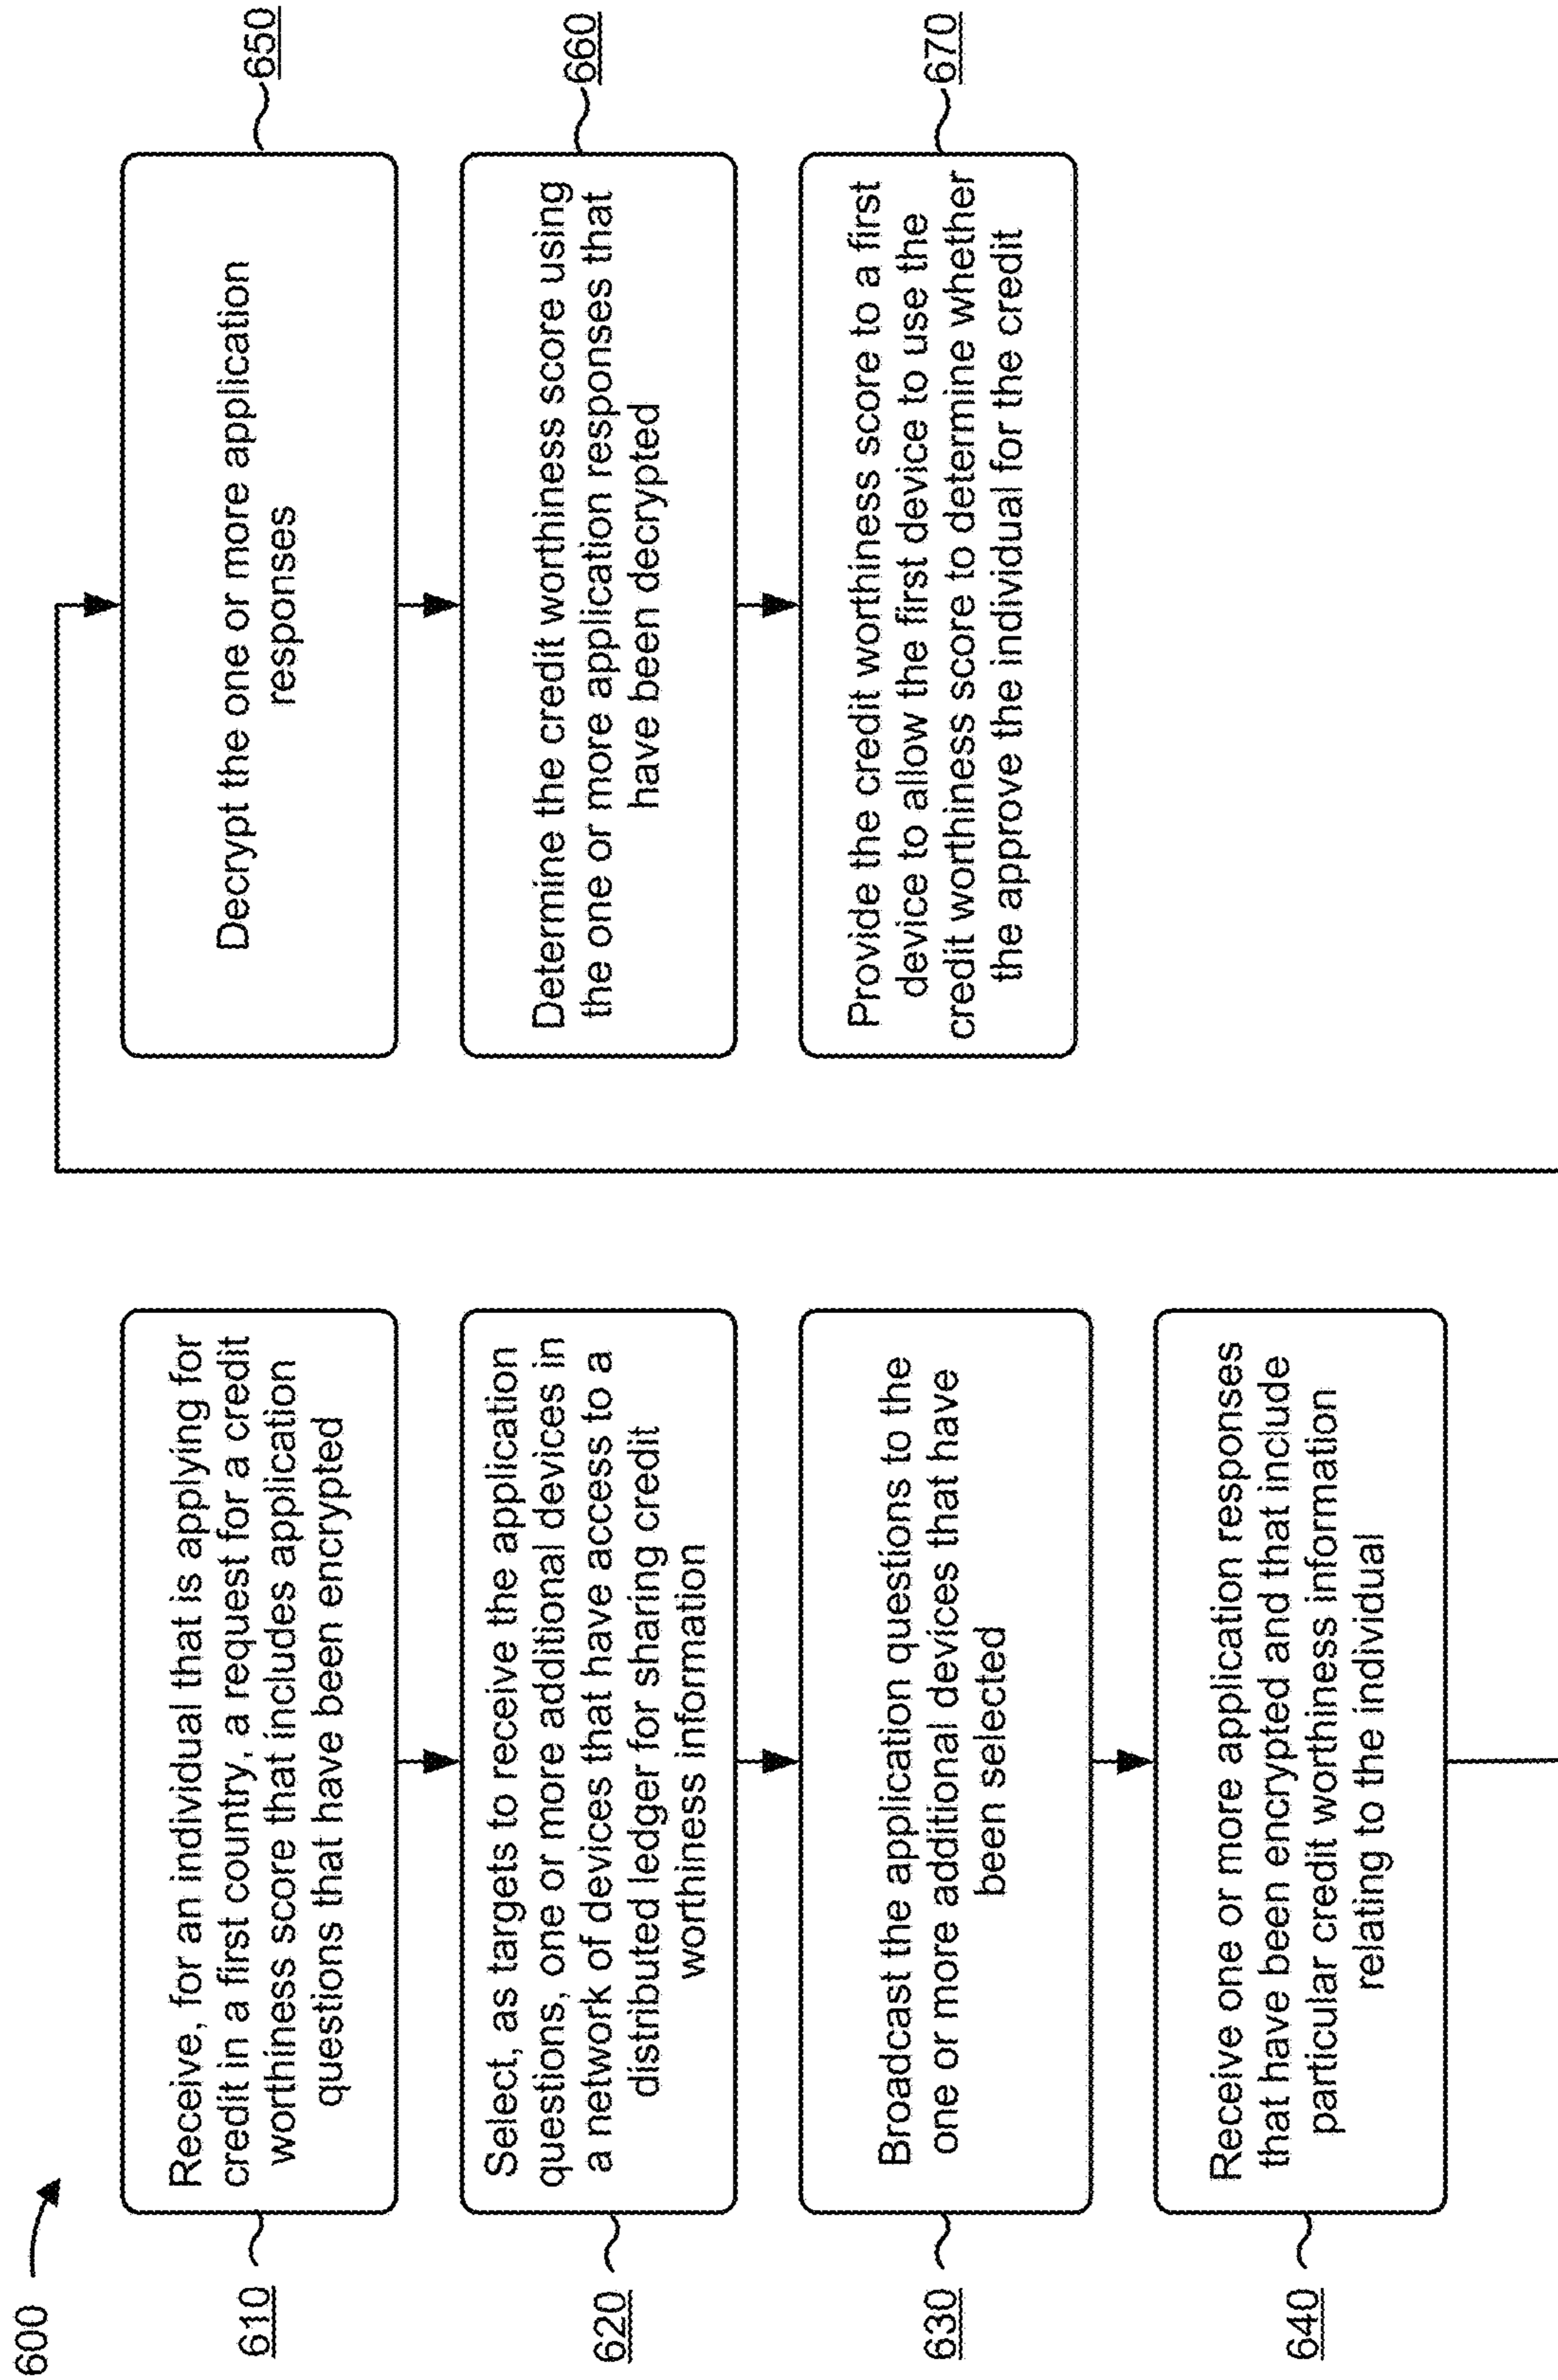 600
610
Receive, for an individual that is applying for
credit in a first country, a request for a credit
worthiness score that includes application
questions that have been encrypted
620
Select, as targets to receive the application
questions, one or more additional devices in
a network of devices that have access to a
distributed ledger for sharing credit
worthiness information
630
Broadcast the application questions to the
one or more additional devices that have
been selected
640
Receive one or more application responses
that have been encrypted and that include
particular credit worthiness information
relating to the individual
650
Decrypt the one or more application
responses
660
Determine the credit worthiness score using
the one or more application responses that
have been decrypted
670
Provide the credit worthiness score to a first
device to allow the first device to use the
credit worthiness score to determine whether
the approve the individual for the credit